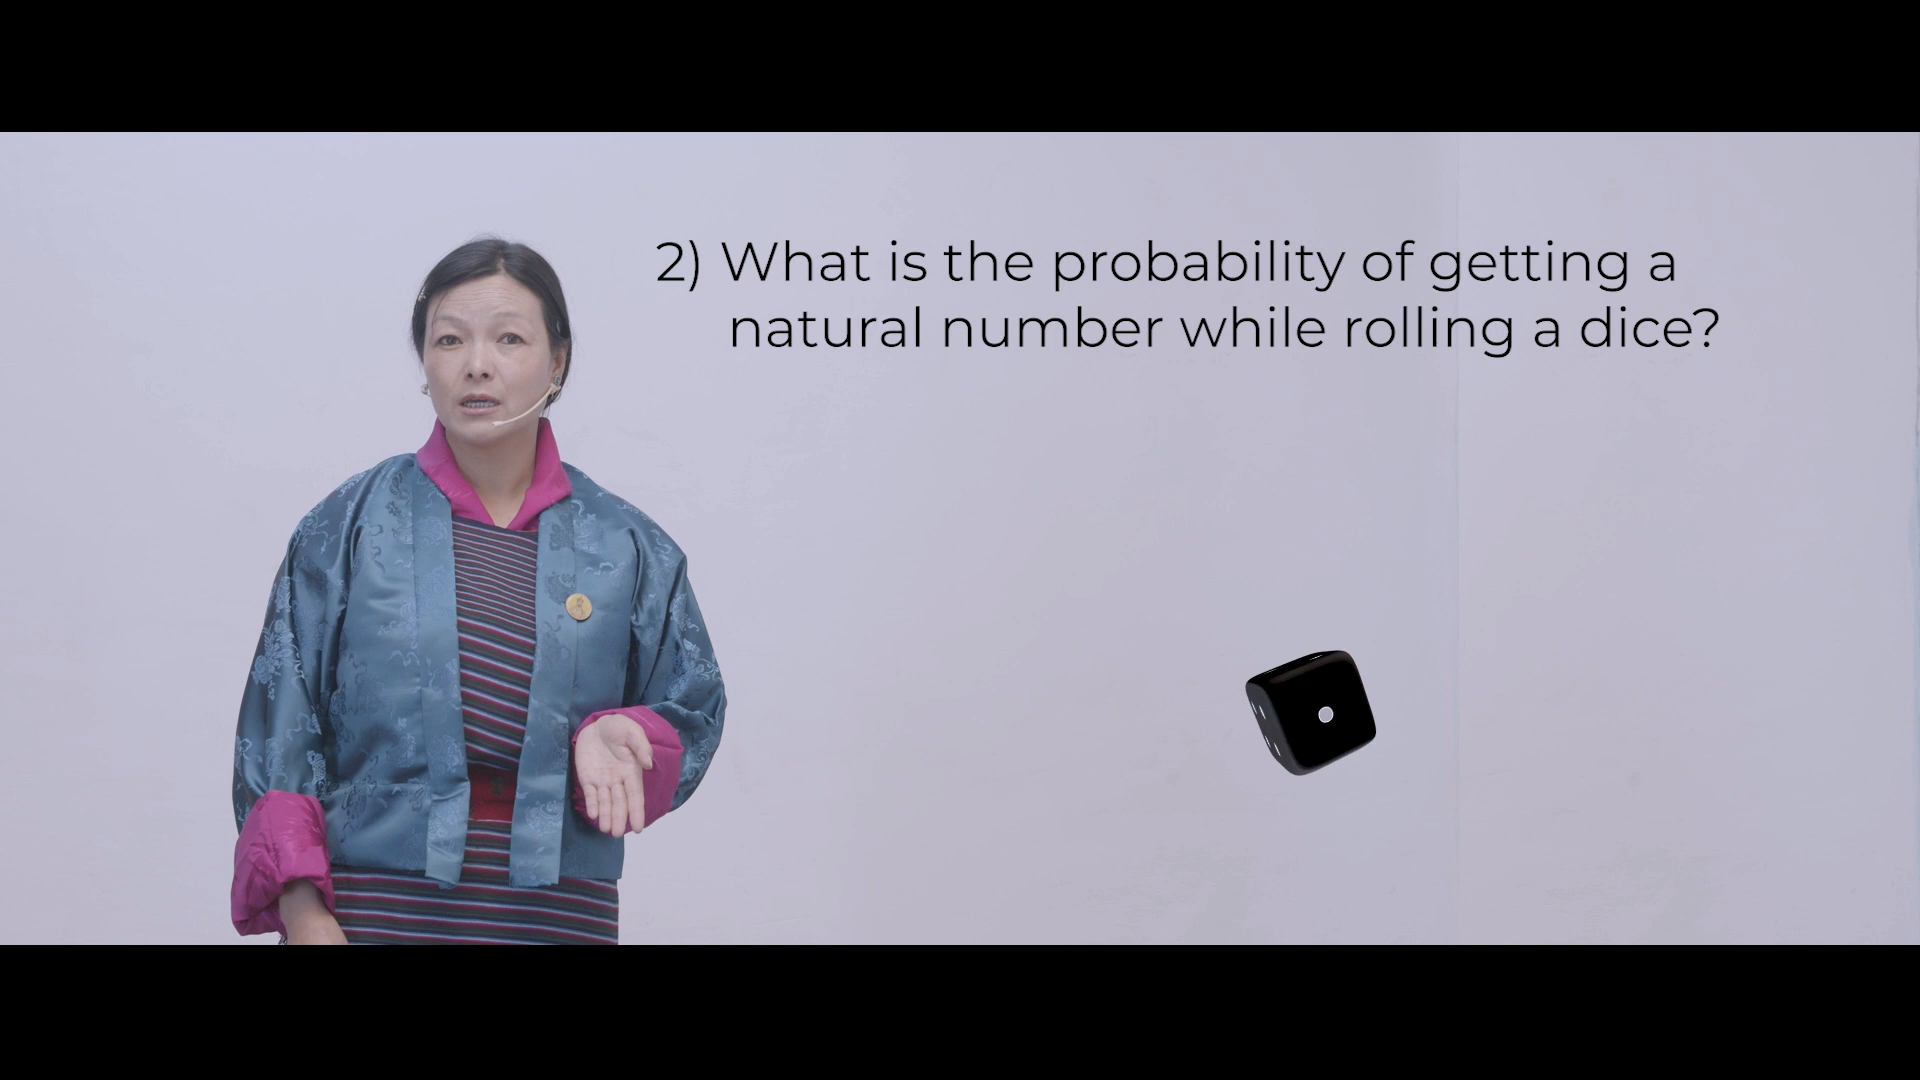 2) What is the probability of getting a
natural number while rolling a dice?